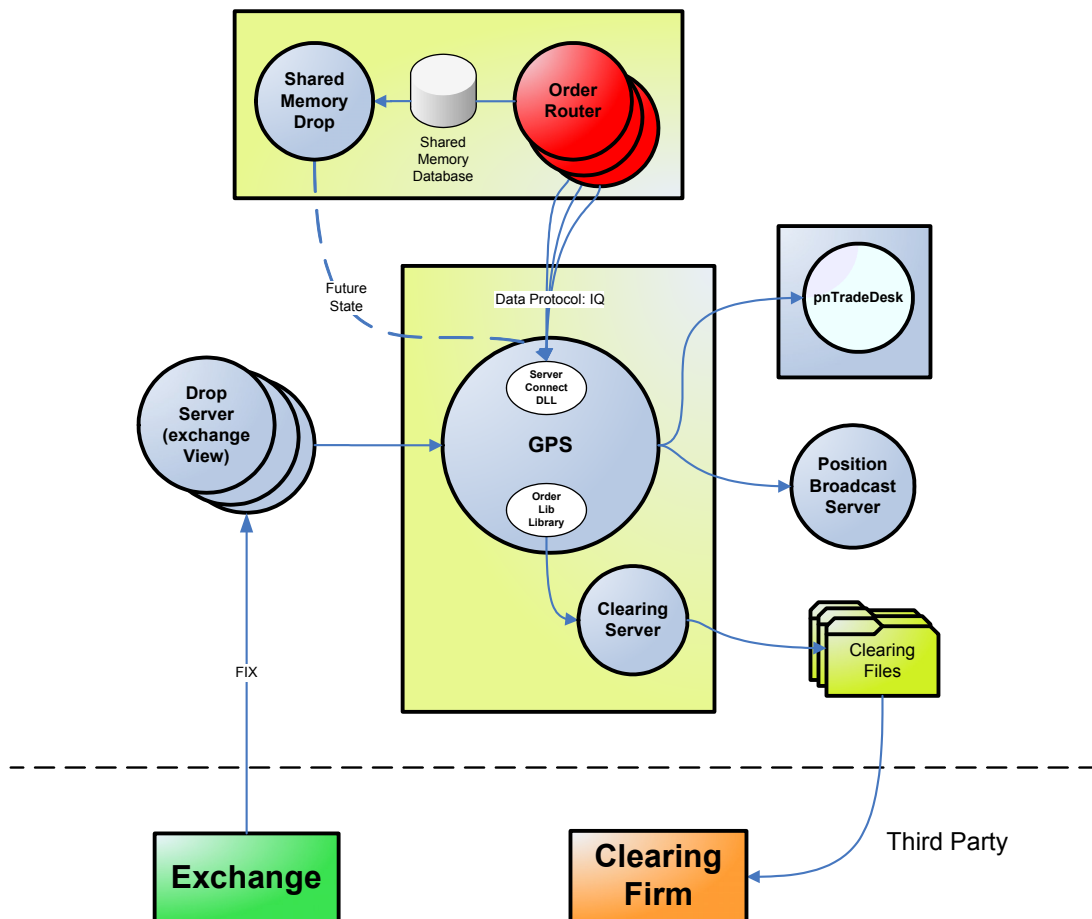 Shared
Memory
Drop
Shared
Memory
Database
Order
Router
Future
State
Data Protocol: IQ
pnTradeDesk
Server
Connect
DLL
GPS
Order
Lib
Library
Drop
Server
(exchange
View)
Position
Broadcast
Server
Clearing
Server
Clearing
Files
FIX
Third Party
Exchange
Clearing
Firm